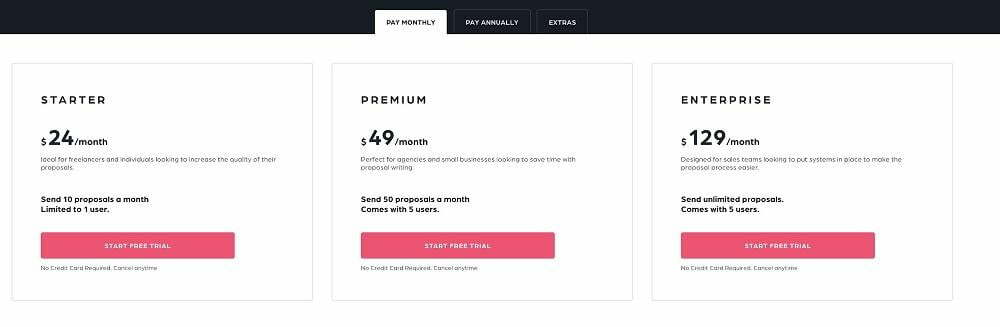 PAY MONTHLY
PAY ANNUALLY
EXTRAS
STARTER
$24/month
Ideal for freelancers and individuals looking to increase the quality of their
proposals.
Send 10 proposals a month
Limited to 1 user.
START FREE TRIAL
No Credit Card Required. Cancel anytime
PREMIUM
$49/month
Perfect for agencies and small businesses looking to save time with
proposal writing
Send 50 proposals a month
Comes with 5 users.
START FREE TRIAL
No Credit Card Required. Cancel anytime
ENTERPRISE
$129/month
Designed for sales teams looking to put systems in place to make the
proposal process easier.
Send unlimited proposals.
Comes with 5 users.
START FREE TRIAL
No Credit Card Required. Cancel anytime